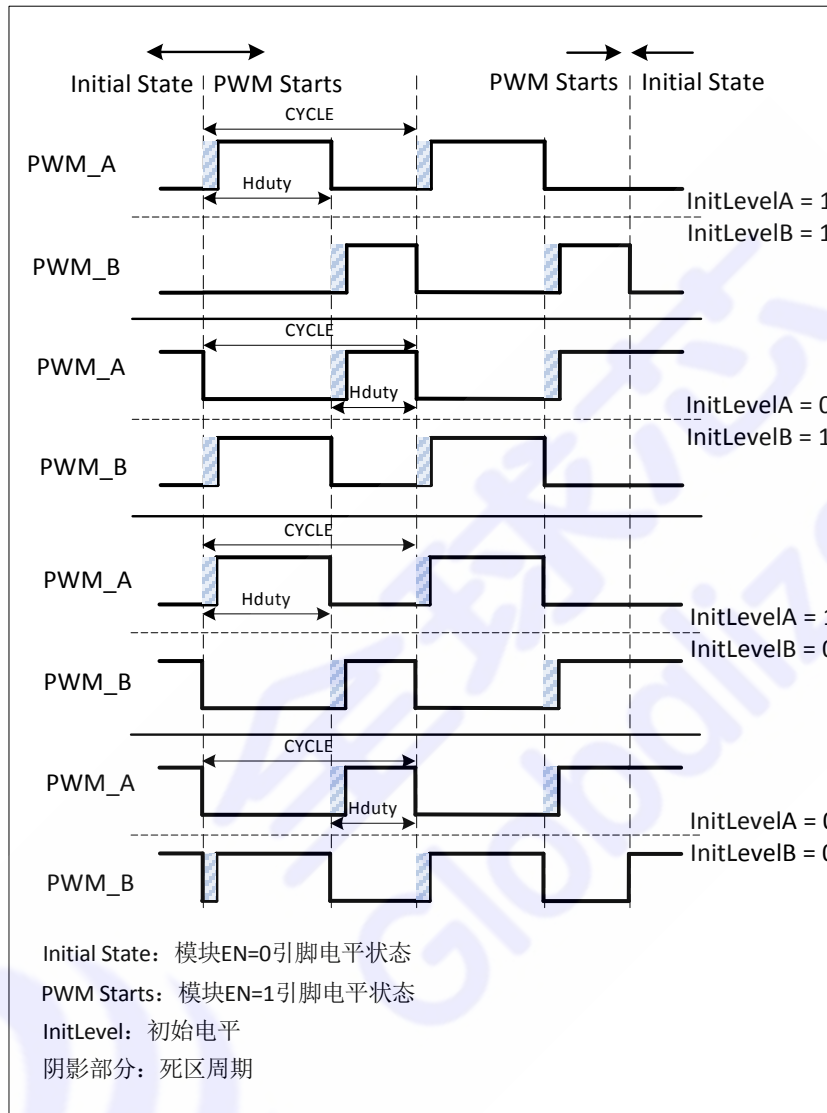 Initial State PWM Starts PWM Starts Initial State
CYCLE
PWM_A
Hduty
InitLevelA = 1
InitLevelB = 1
PWM_B
CYCLE
PWM_A
Hduty
InitLevelA = 0
InitLevelB = 1
PWM_B
CYCLE
PWM_A
Hduty
InitLevelA = 1
InitLevelB = 0
PWM_B
CYCLE
PWM_A
Hduty
InitLevelA = 0
InitLevelB = 0
PWM_B
Initial State：模块EN=0引脚电平状态
PWM Starts：模块EN=1引脚电平状态
InitLevel：初始电平
阴影部分：死区周期
全球芯
Globalize